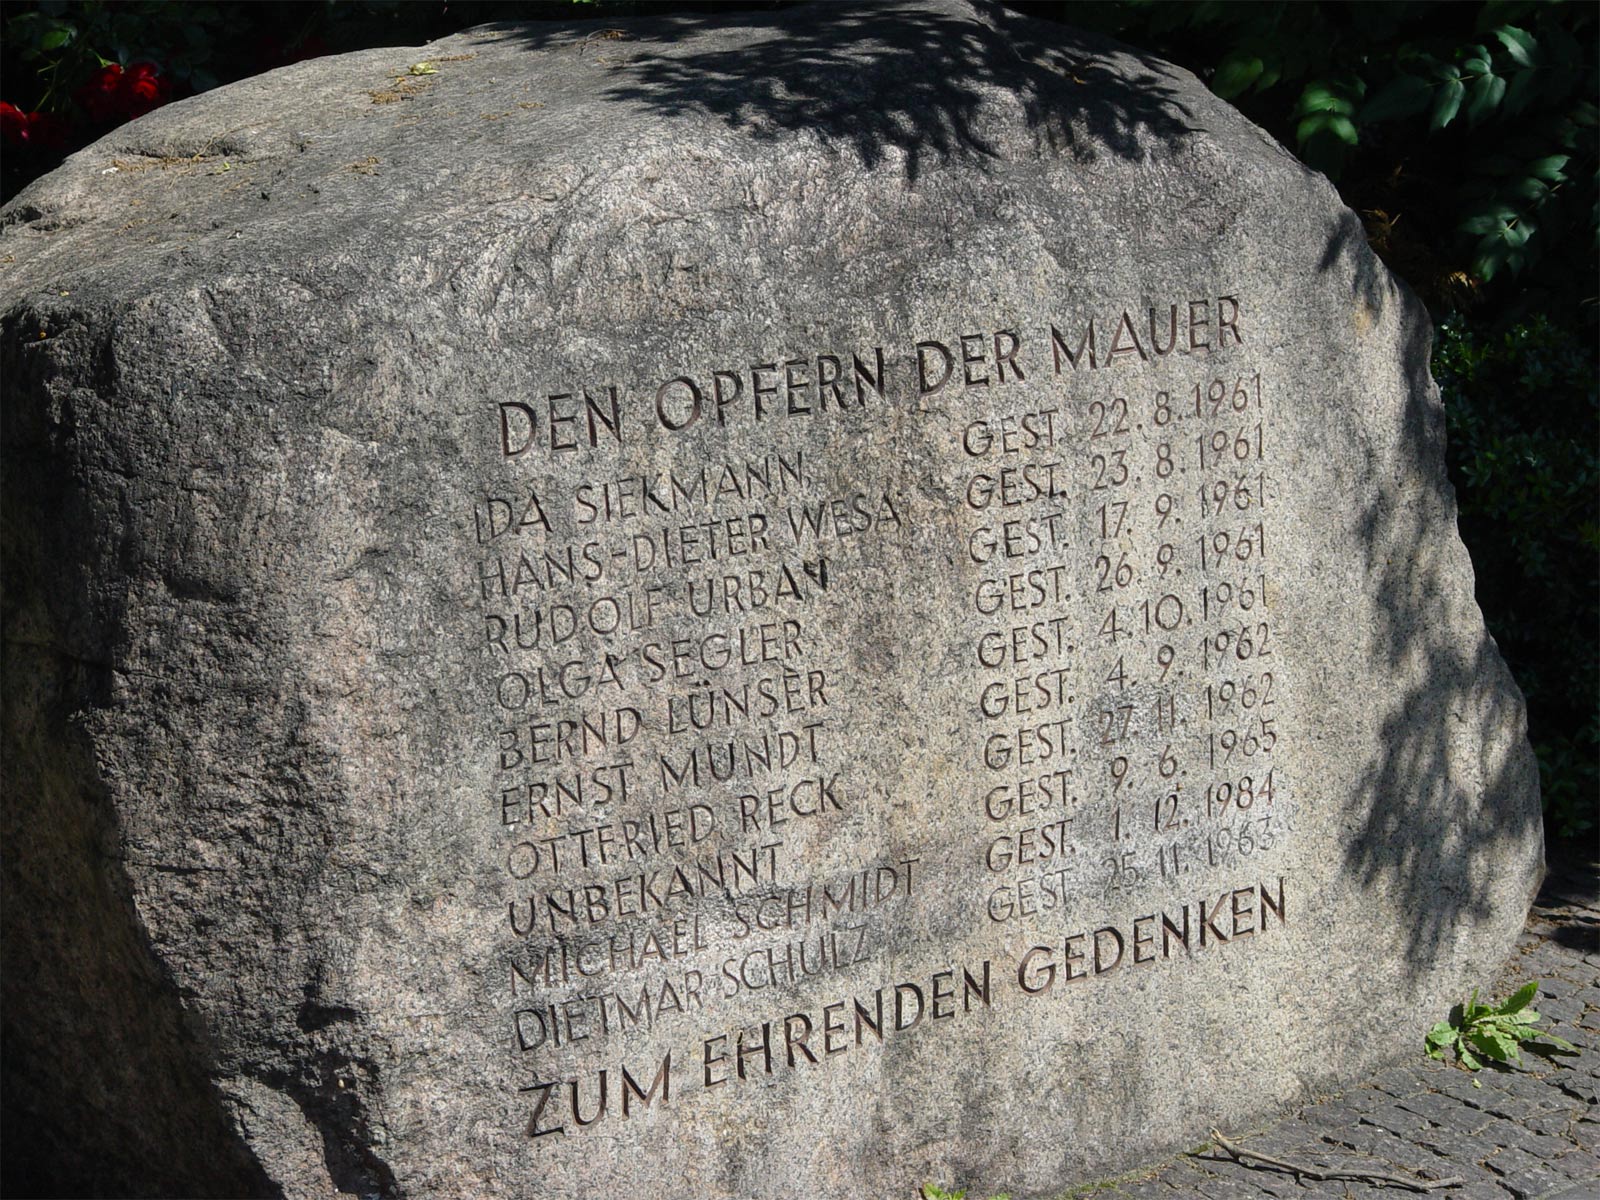 DEN OPFERN DER MAUER
IDA SIEKMANN, GEST. 22. 8. 1961
HANS-DIETER WESA GEST. 23. 8. 1961
RUDOLF URBAN GEST. 17. 9. 1961
OLGA SEGLER GEST. 26. 9. 1961
BERND LÜNSER GEST. 4. 10. 1961
ERNST MUNDT GEST. 4. 9. 1962
OTTFRIED RECK GEST. 27. 11. 1962
UNBEKANNT GEST. 9. 6. 1965
MICHAEL SCHMIDT GEST. 1. 12. 1984
DIETMAR SCHULZ GEST. 25. 11. 1963
ZUM EHRENDEN GEDENKEN